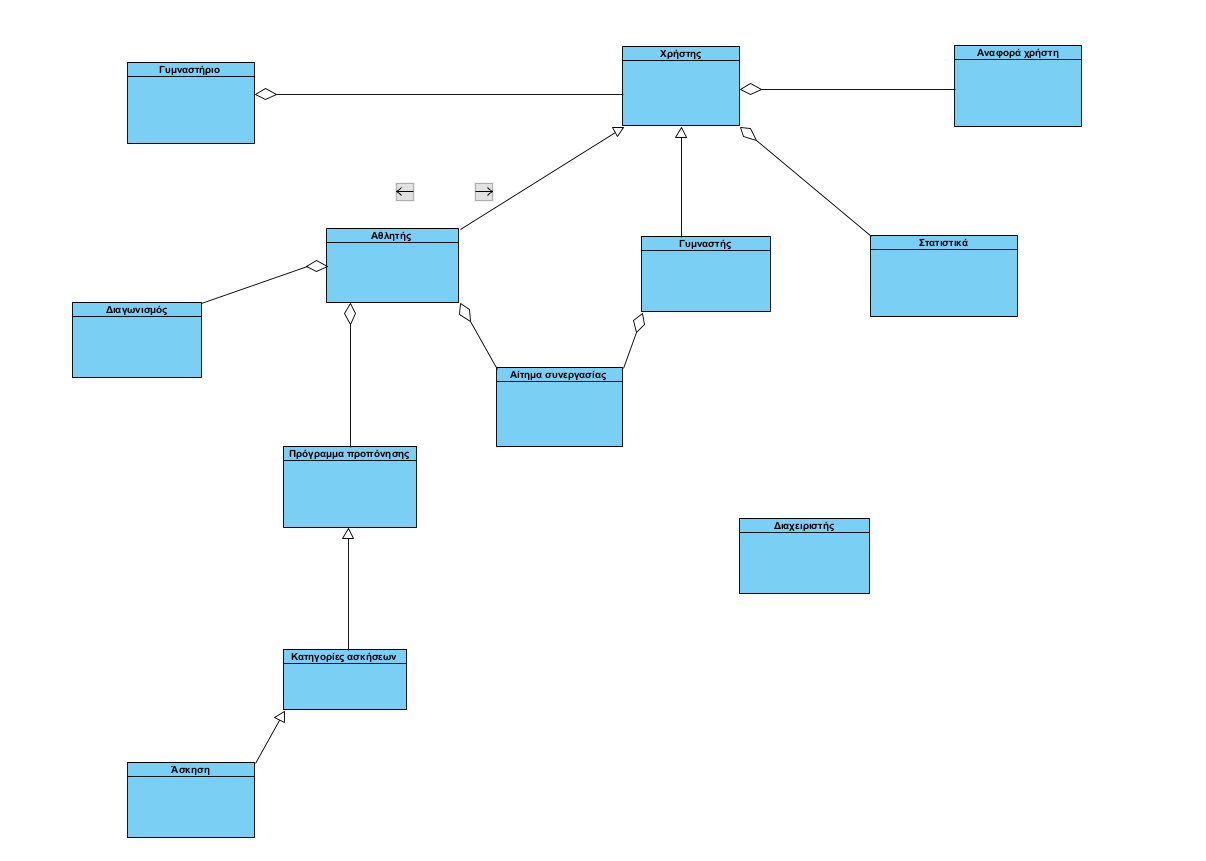 Χρήστης
Αναφορά χρήστη
Γυμναστήριο
Αθλητής
Γυμναστής
Στατιστικά
Διαγωνισμός
Αίτημα συνεργασίας
Πρόγραμμα προπόνησης
Διαχειριστής
Κατηγορίες ασκήσεων
Άσκηση